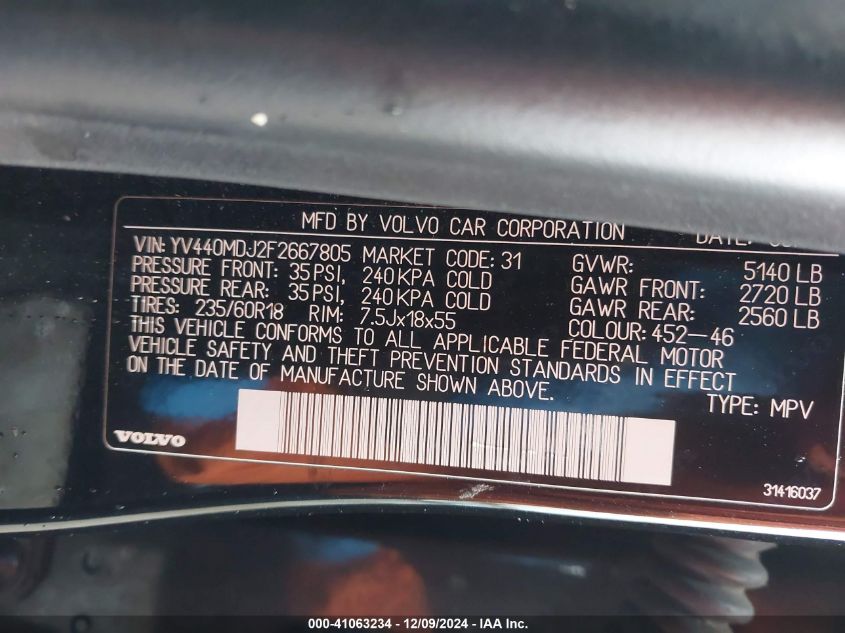 MFD BY VOLVO CAR CORPORATION DATE:
VIN: YV440MDJ2F2667805 MARKET CODE: 31 GVWR: 5140 LB
PRESSURE FRONT: 35 PSI, 240 KPA COLD GAWR FRONT: 2720 LB
PRESSURE REAR: 35 PSI, 240 KPA COLD GAWR REAR: 2560 LB
TIRES: 235/60R18 RIM: 7.5Jx18x55 COLOUR: 452-46
THIS VEHICLE CONFORMS TO ALL APPLICABLE FEDERAL MOTOR
VEHICLE SAFETY AND THEFT PREVENTION STANDARDS IN EFFECT
ON THE DATE OF MANUFACTURE SHOWN ABOVE. TYPE: MPV
VOLVO
31416037
000-41063234 - 12/09/2024 - IAA Inc.